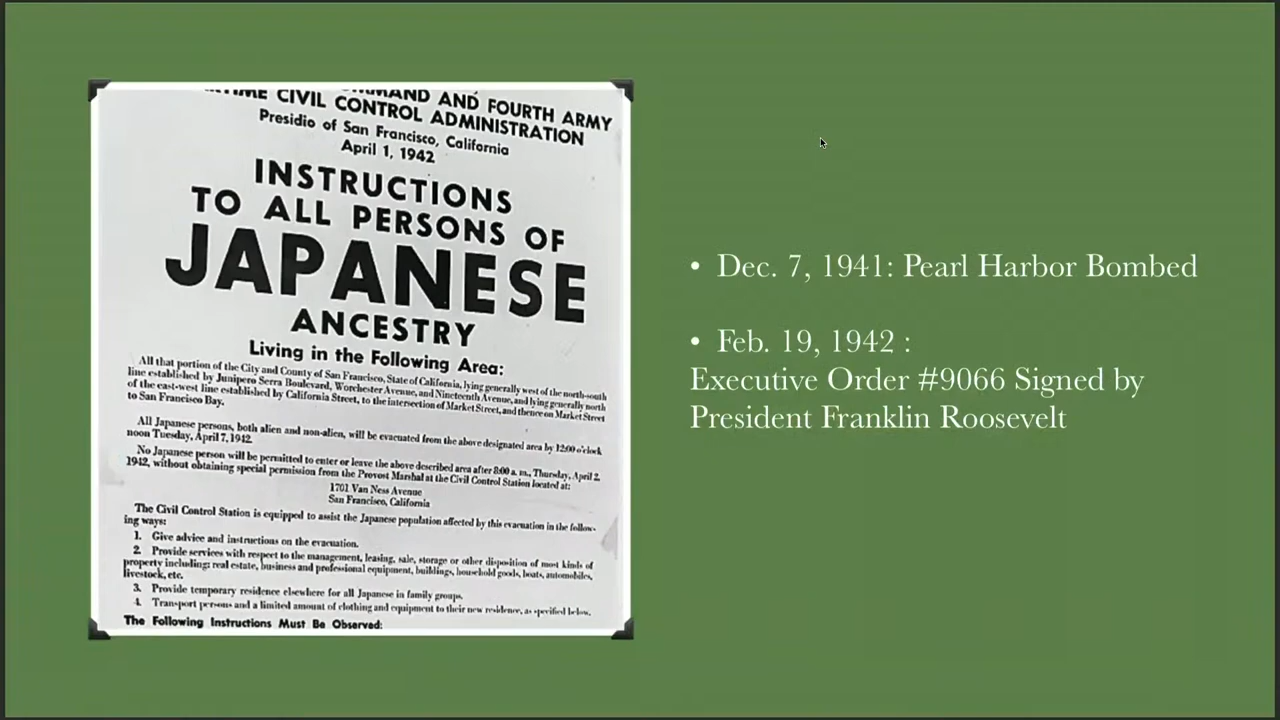 COMMAND AND FOURTH ARMY
WARTIME CIVIL CONTROL ADMINISTRATION
Presidio of San Francisco, California
April 1, 1942
INSTRUCTIONS
TO ALL PERSONS OF
JAPANESE
ANCESTRY
Living in the Following Area:
All that portion of the City and County of San Francisco, State of California, lying generally west of the north-south
line established by Junipero Serra Boulevard, Worchester Avenue, and Nineteenth Avenue, and lying generally north
of the east-west line established by California Street, to the intersection of Market Street, and thence on Market Street
to San Francisco Bay.
All Japanese persons, both alien and non-alien, will be evacuated from the above designated area by 12:00 o'clock
noon Tuesday, April 7, 1942.
No Japanese person will be permitted to enter or leave the above described area after 8:00 a. m., Thursday, April 2,
1942, without obtaining special permission from the Provost Marshal at the Civil Control Station located at:
1701 Van Ness Avenue
San Francisco, California
The Civil Control Station is equipped to assist the Japanese population affected by this evacuation in the follow-
ing ways:
1. Give advice and instructions on the evacuation.
2. Provide services with respect to the management, leasing, sale, storage or other disposition of most kinds of
property including: real estate, business and professional equipment, buildings, household goods, boats, automobiles,
livestock, etc.
3. Provide temporary residence elsewhere for all Japanese in family groups.
4. Transport persons and a limited amount of clothing and equipment to their new residence, as specified below.
The Following Instructions Must Be Observed:
• Dec. 7, 1941: Pearl Harbor Bombed
• Feb. 19, 1942 :
Executive Order #9066 Signed by
President Franklin Roosevelt